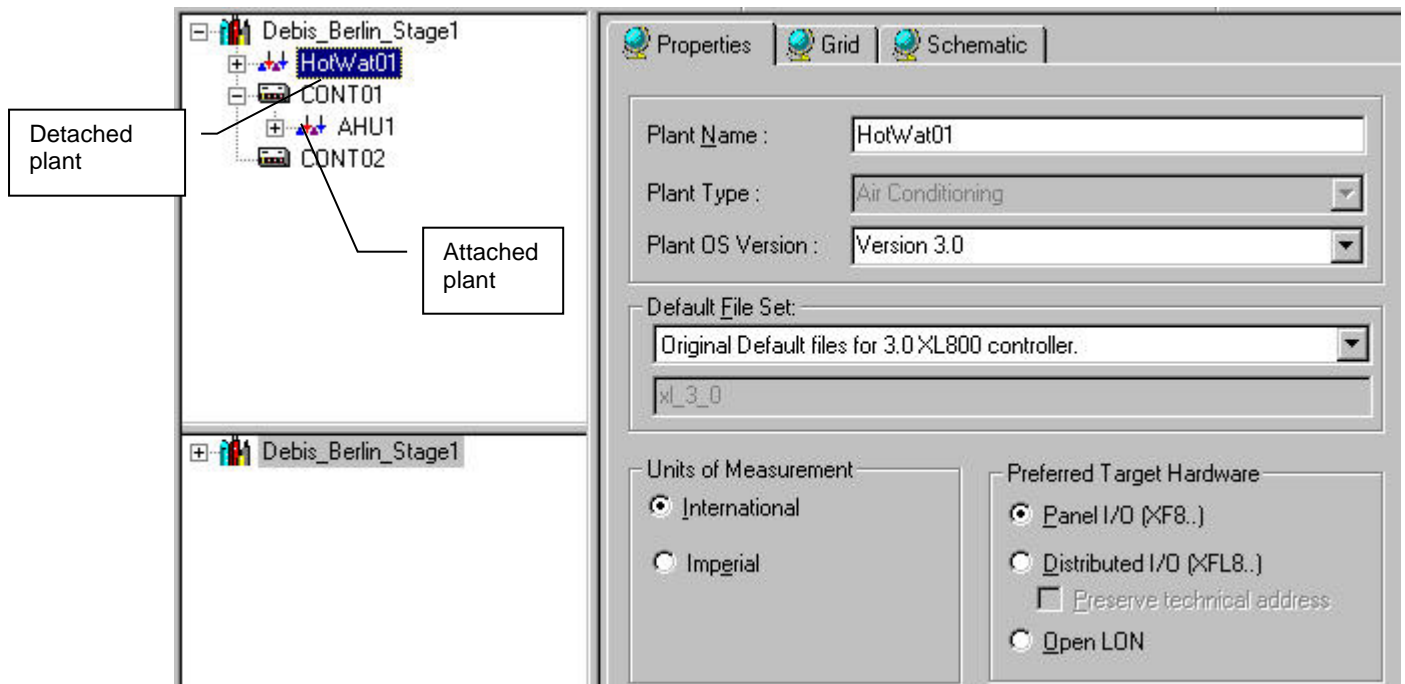 Debis_Berlin_Stage1
HotWat01
CONT01
AHU1
CONT02
Detached
plant
Attached
plant
Debis_Berlin_Stage1
Properties
Grid
Schematic
Plant Name :
HotWat01
Plant Type :
Air Conditioning
Plant OS Version :
Version 3.0
Default File Set:
Original Default files for 3.0 XL800 controller.
xl_3_0
Units of Measurement
International
Imperial
Preferred Target Hardware
Panel I/O (XF8..)
Distributed I/O (XFL8..)
Preserve technical address
Open LON